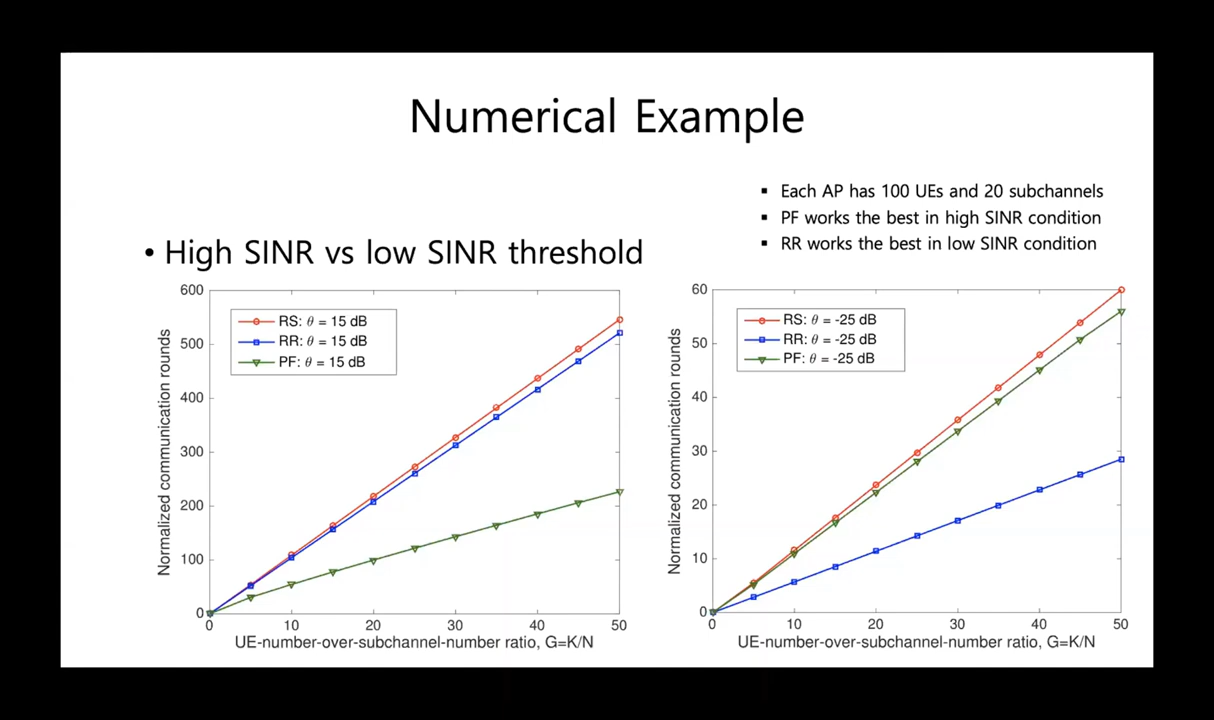 Numerical Example
▪ Each AP has 100 UEs and 20 subchannels
▪ PF works the best in high SINR condition
▪ RR works the best in low SINR condition
• High SINR vs low SINR threshold
600
500
400
300
200
100
0
Normalized communication rounds
RS: θ = 15 dB
RR: θ = 15 dB
PF: θ = 15 dB
0 10 20 30 40 50
UE-number-over-subchannel-number ratio, G=K/N
60
50
40
30
20
10
0
Normalized communication rounds
RS: θ = -25 dB
RR: θ = -25 dB
PF: θ = -25 dB
0 10 20 30 40 50
UE-number-over-subchannel-number ratio, G=K/N